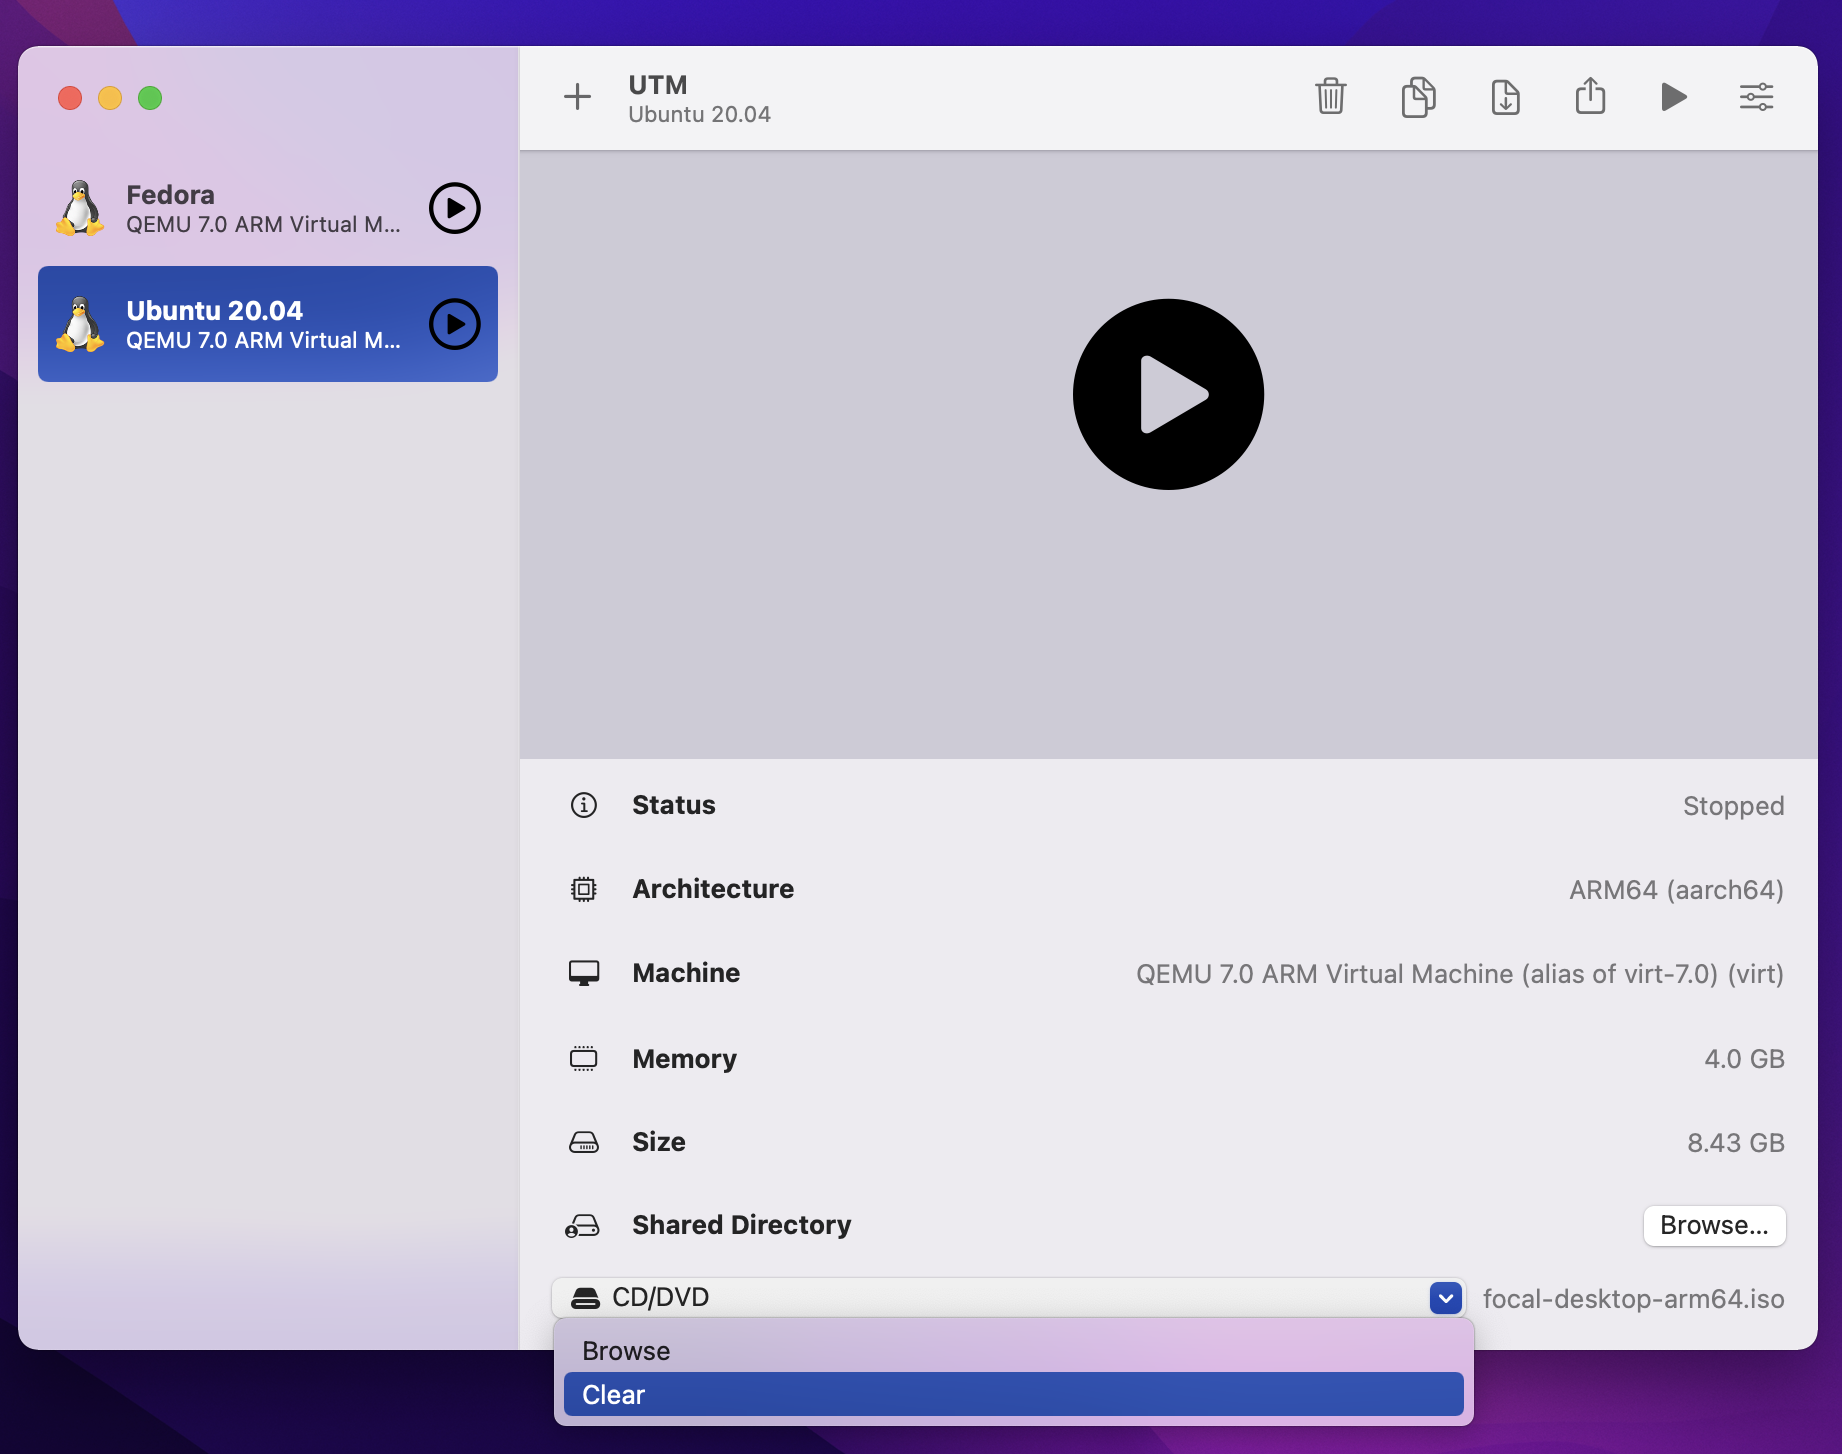 UTM
Ubuntu 20.04
Fedora
QEMU 7.0 ARM Virtual M...
Ubuntu 20.04
QEMU 7.0 ARM Virtual M...
Status
Stopped
Architecture
ARM64 (aarch64)
Machine
QEMU 7.0 ARM Virtual Machine (alias of virt-7.0) (virt)
Memory
4.0 GB
Size
8.43 GB
Shared Directory
Browse...
CD/DVD
focal-desktop-arm64.iso
Browse
Clear